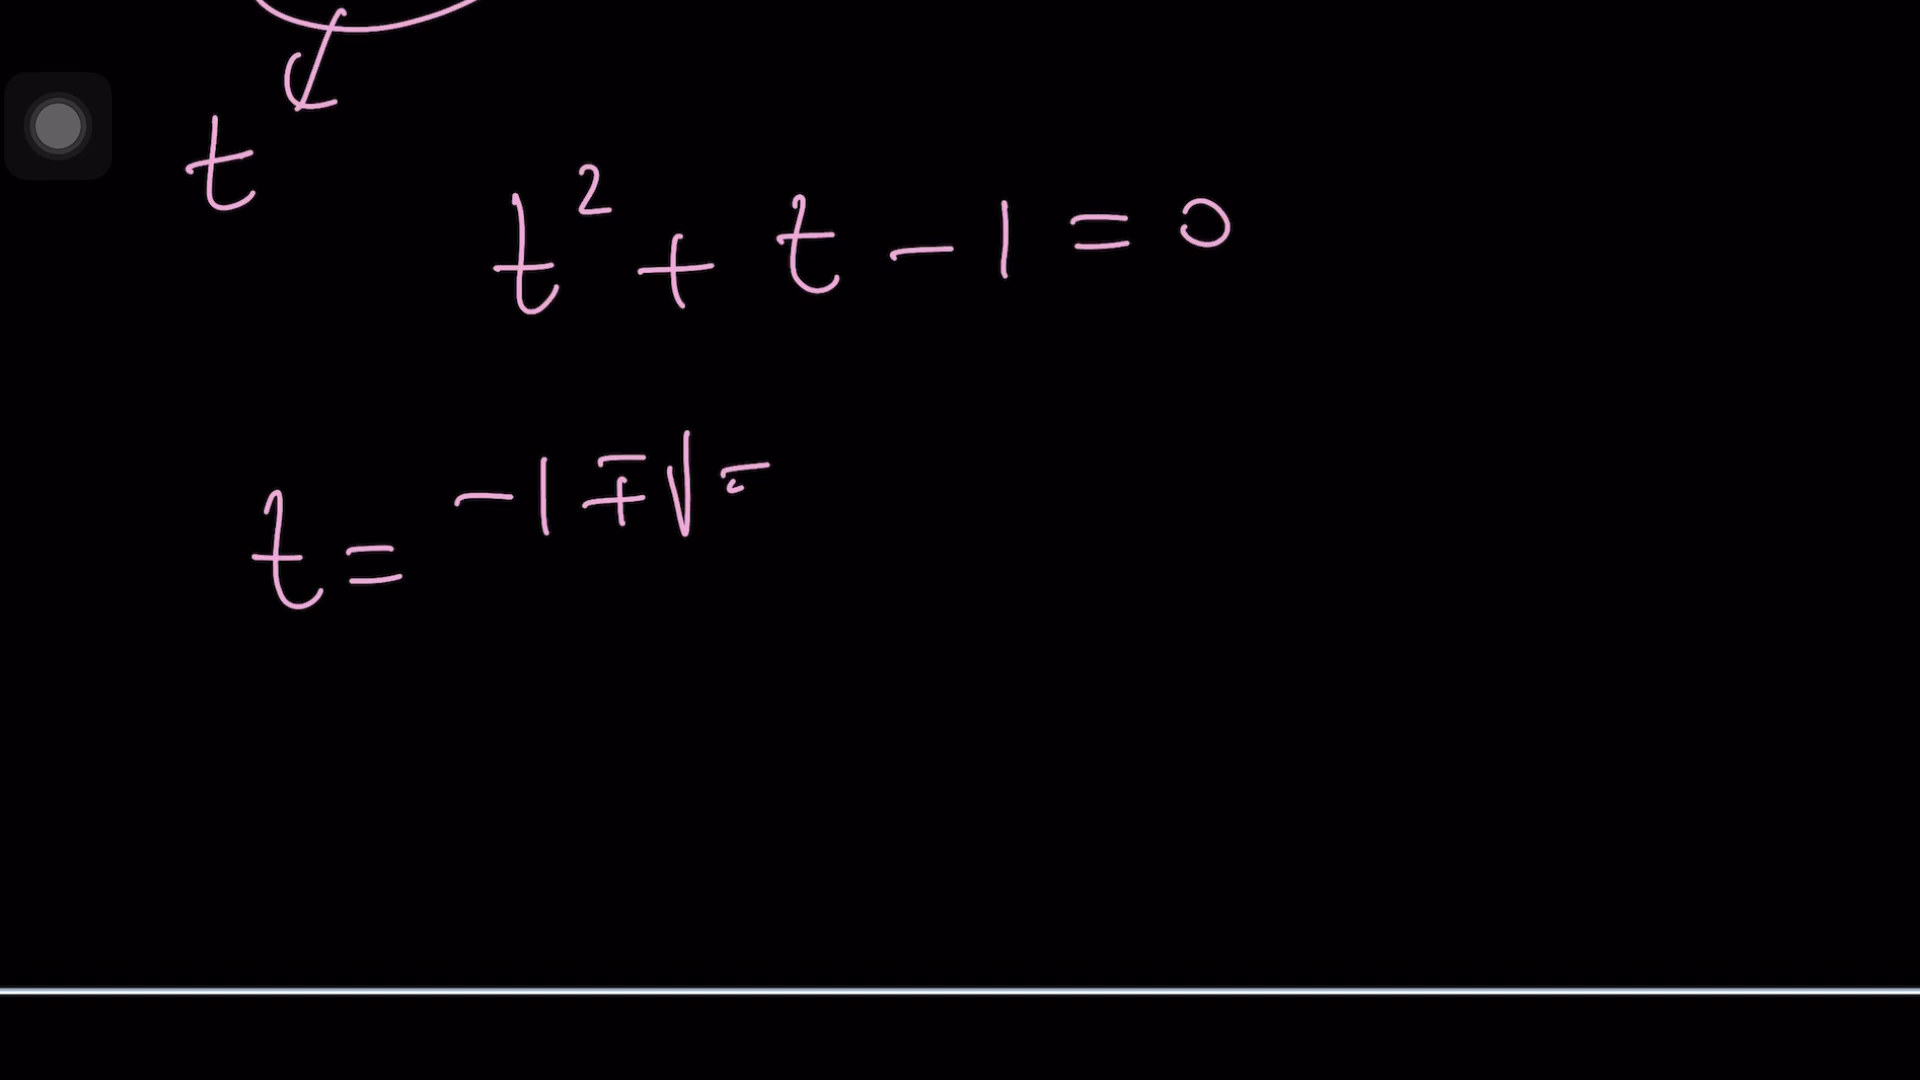 t
t² + t - 1 = 0
t = -1 ∓ √